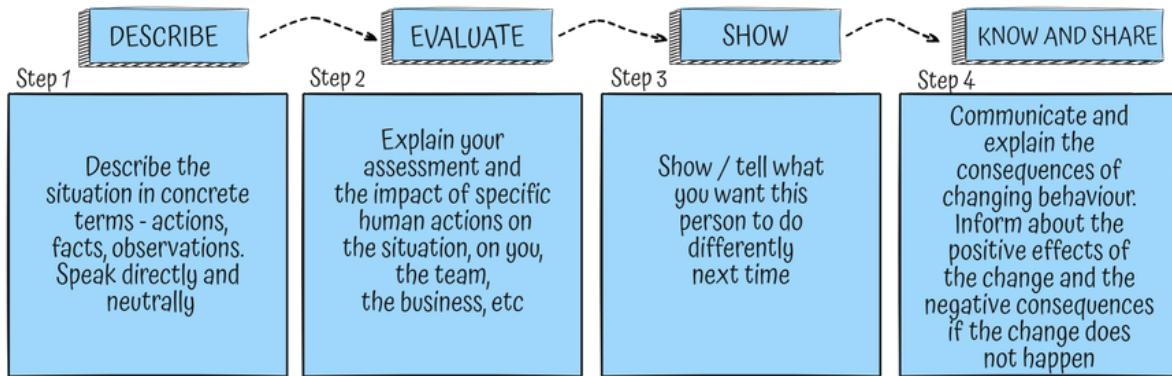 DESCRIBE
EVALUATE
SHOW
KNOW AND SHARE
Step 1
Step 2
Step 3
Step 4
Describe the
situation in concrete
terms - actions,
facts, observations.
Speak directly and
neutrally
Explain your
assessment and
the impact of specific
human actions on
the situation, on you,
the team,
the business, etc
Show / tell what
you want this
person to do
differently
next time
Communicate and
explain the
consequences of
changing behaviour.
Inform about the
positive effects of
the change and the
negative consequences
if the change does
not happen